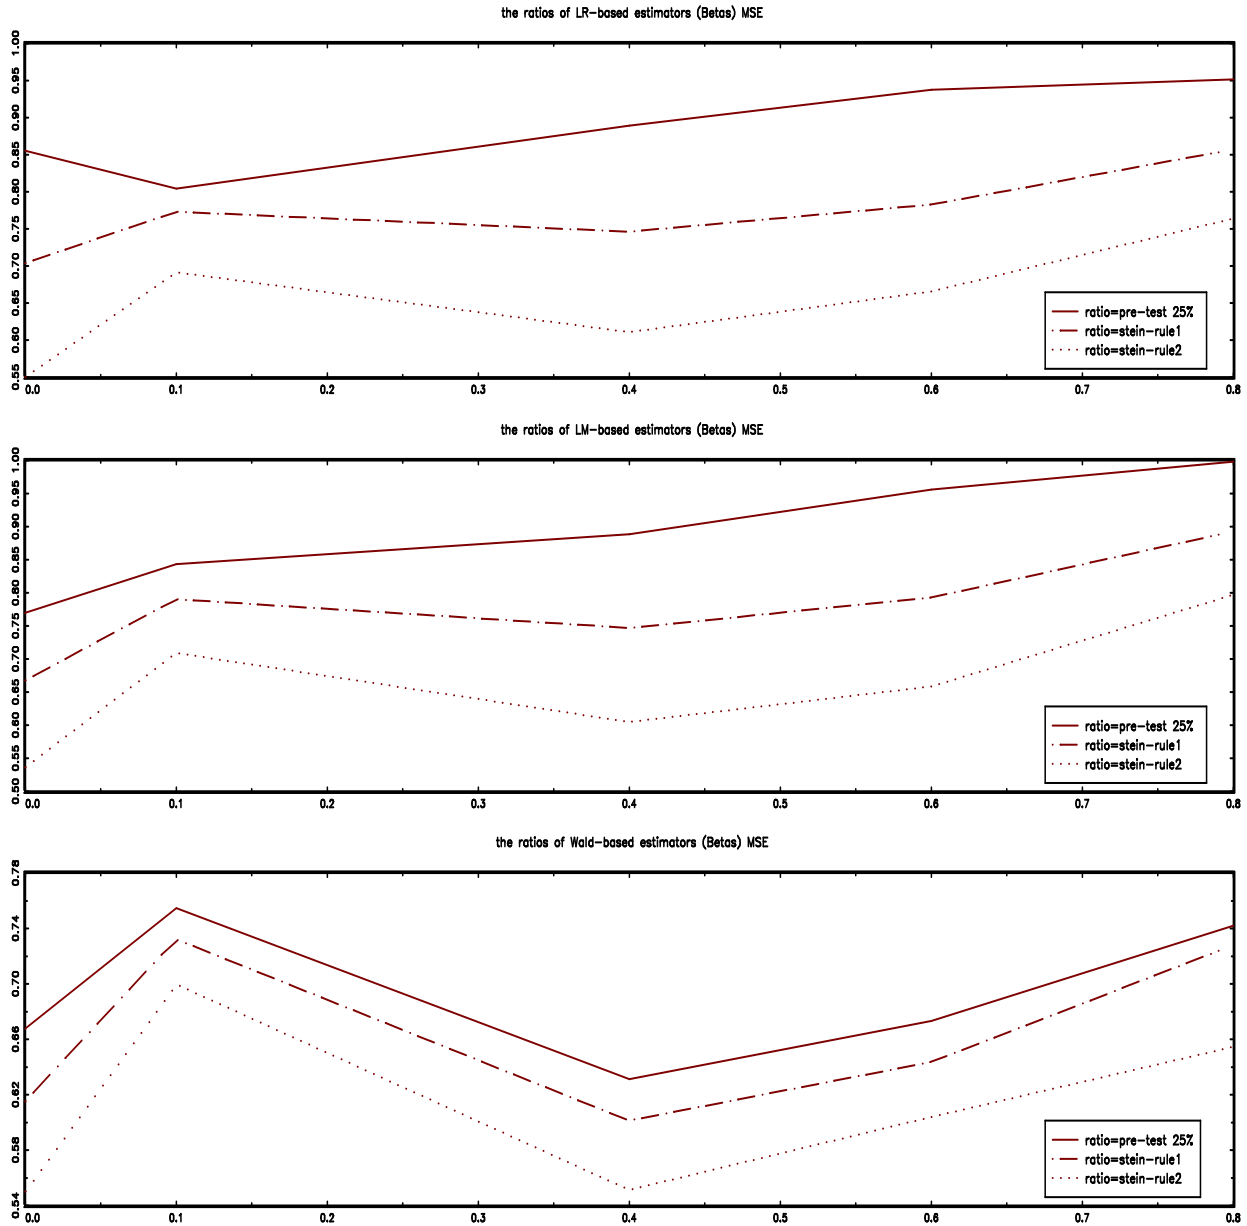 the ratios of LR-based estimators (Betas) MSE
1.00
0.95
0.90
0.85
0.80
0.75
0.70
0.65
0.60
0.55
ratio=pre-test 25%
ratio=stein-rule1
ratio=stein-rule2
0.0 0.1 0.2 0.3 0.4 0.5 0.6 0.7 0.8
the ratios of LM-based estimators (Betas) MSE
1.00
0.95
0.90
0.85
0.80
0.75
0.70
0.65
0.60
0.55
0.50
ratio=pre-test 25%
ratio=stein-rule1
ratio=stein-rule2
0.0 0.1 0.2 0.3 0.4 0.5 0.6 0.7 0.8
the ratios of Wald-based estimators (Betas) MSE
0.78
0.74
0.70
0.66
0.62
0.58
0.54
ratio=pre-test 25%
ratio=stein-rule1
ratio=stein-rule2
0.0 0.1 0.2 0.3 0.4 0.5 0.6 0.7 0.8